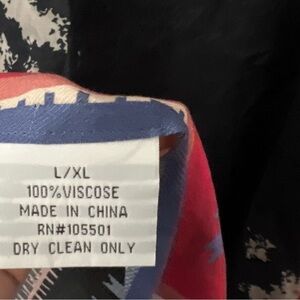 L/XL
100%VISCOSE
MADE IN CHINA
RN#105501
DRY CLEAN ONLY